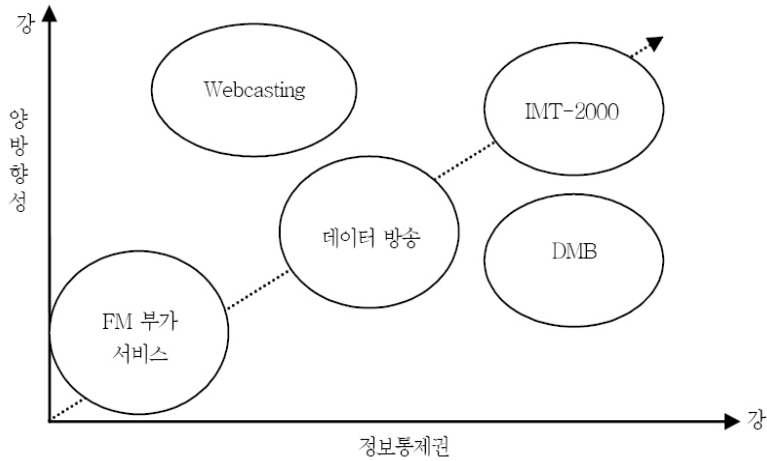 강
Webcasting
IMT-2000
양
방
향
성
데이터 방송
DMB
FM 부가
서비스
강
정보통제권